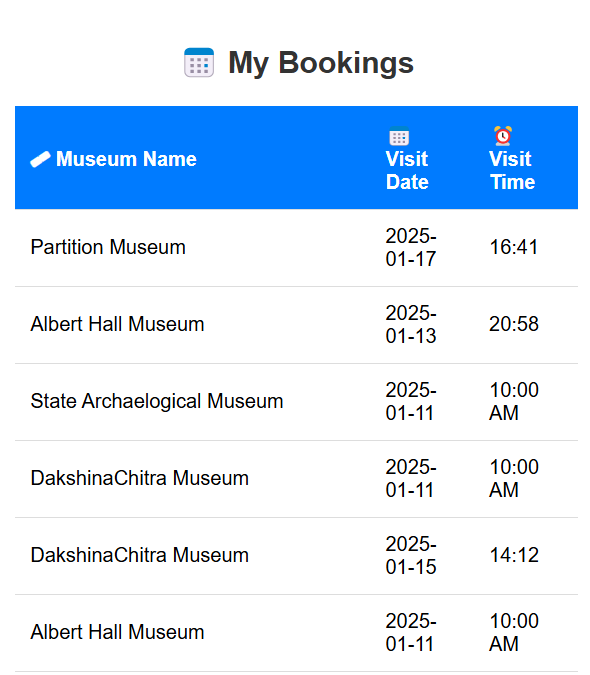 My Bookings
Museum Name
Visit
Date
Visit
Time
Partition Museum
2025-
01-17
16:41
Albert Hall Museum
2025-
01-13
20:58
State Archaelogical Museum
2025-
01-11
10:00
AM
DakshinaChitra Museum
2025-
01-11
10:00
AM
DakshinaChitra Museum
2025-
01-15
14:12
Albert Hall Museum
2025-
01-11
10:00
AM